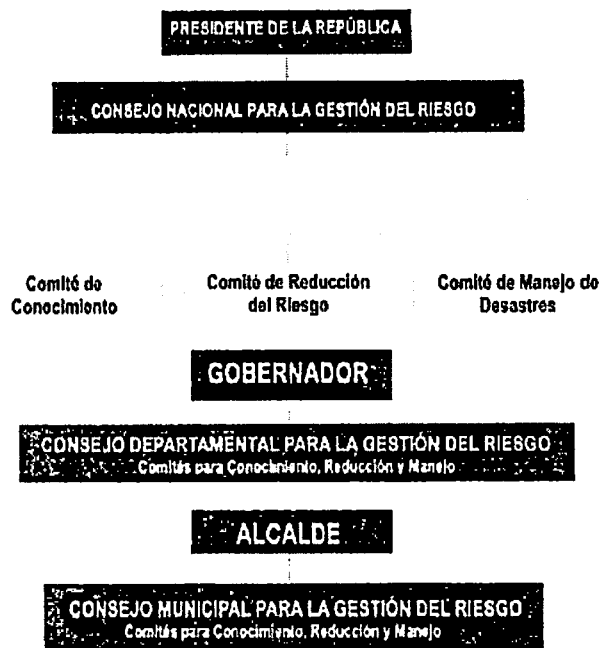 PRESIDENTE DE LA REPÚBLICA
CONSEJO NACIONAL PARA LA GESTIÓN DEL RIESGO
Comité de
Conocimiento
Comité de Reducción
del Riesgo
Comité de Manejo de
Desastres
GOBERNADOR
CONSEJO DEPARTAMENTAL PARA LA GESTIÓN DEL RIESGO
Comités para Conocimiento, Reducción y Manejo
ALCALDE
CONSEJO MUNICIPAL PARA LA GESTIÓN DEL RIESGO
Comités para Conocimiento, Reducción y Manejo